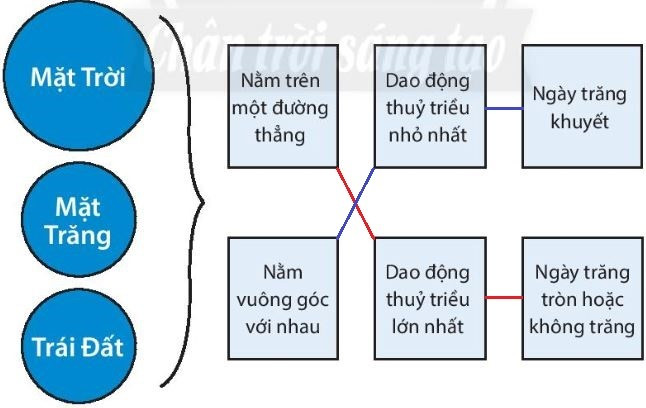 Chân trời sáng tạo
Mặt Trời
Mặt
Trăng
Trái Đất
Nằm trên
một đường
thẳng
Dao động
thuỷ triều
nhỏ nhất
Ngày trăng
khuyết
Nằm
vuông góc
với nhau
Dao động
thuỷ triều
lớn nhất
Ngày trăng
tròn hoặc
không trăng